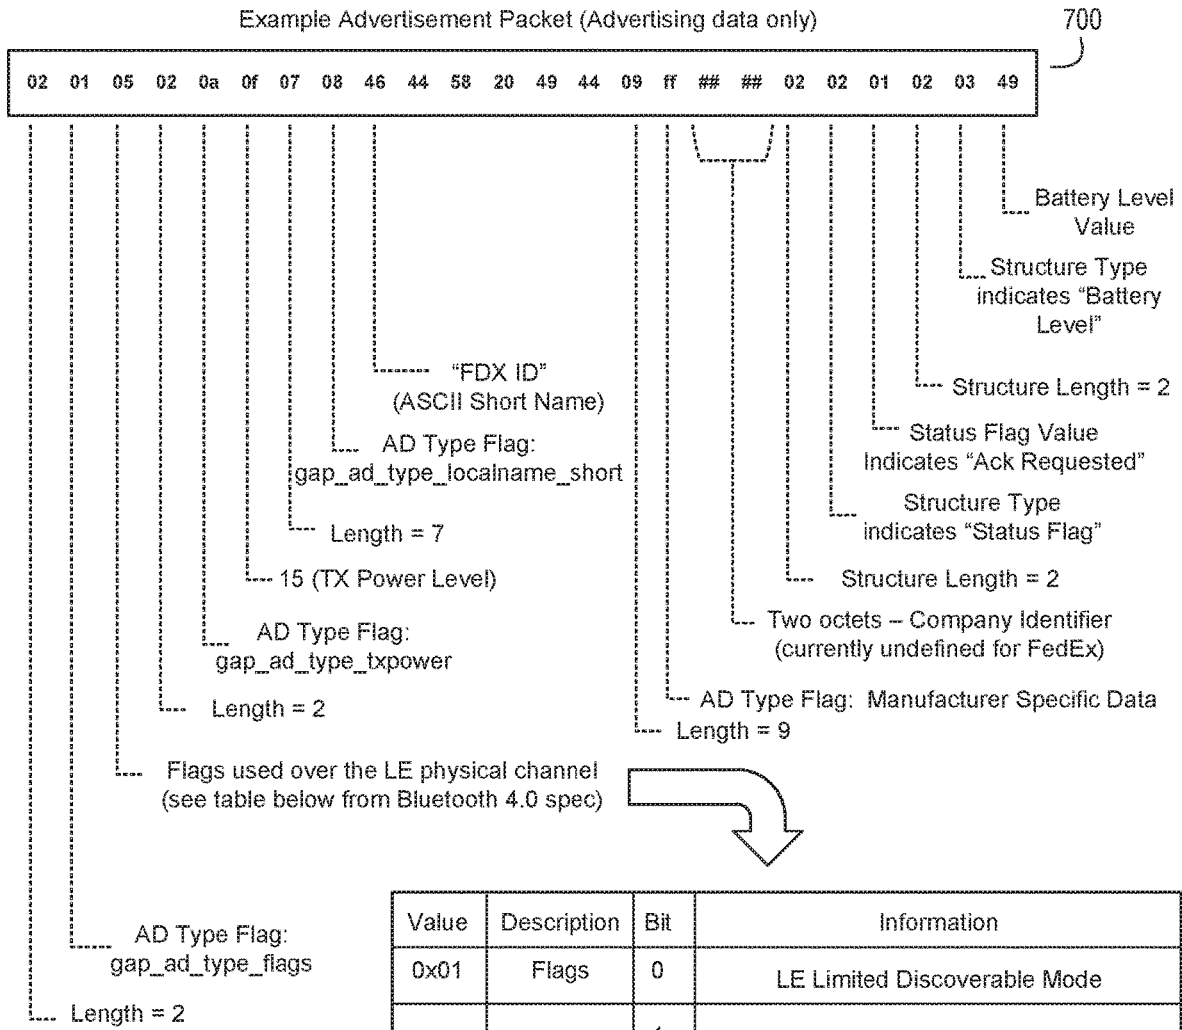 Example Advertisement Packet (Advertising data only)
700
02 01 05 02 0a 0f 07 08 46 44 58 20 49 44 09 ff ## ## 02 02 01 02 03 49
Battery Level
Value
Structure Type
indicates “Battery
Level”
“FDX ID”
(ASCII Short Name)
Structure Length = 2
AD Type Flag:
gap_ad_type_localname_short
Status Flag Value
Indicates “Ack Requested”
Length = 7
Structure Type
indicates “Status Flag”
15 (TX Power Level)
Structure Length = 2
AD Type Flag:
gap_ad_type_txpower
Two octets – Company Identifier
(currently undefined for FedEx)
Length = 2
AD Type Flag: Manufacturer Specific Data
Length = 9
Flags used over the LE physical channel
(see table below from Bluetooth 4.0 spec)
AD Type Flag:
gap_ad_type_flags
Length = 2
Value Description Bit Information
0x01 Flags 0 LE Limited Discoverable Mode